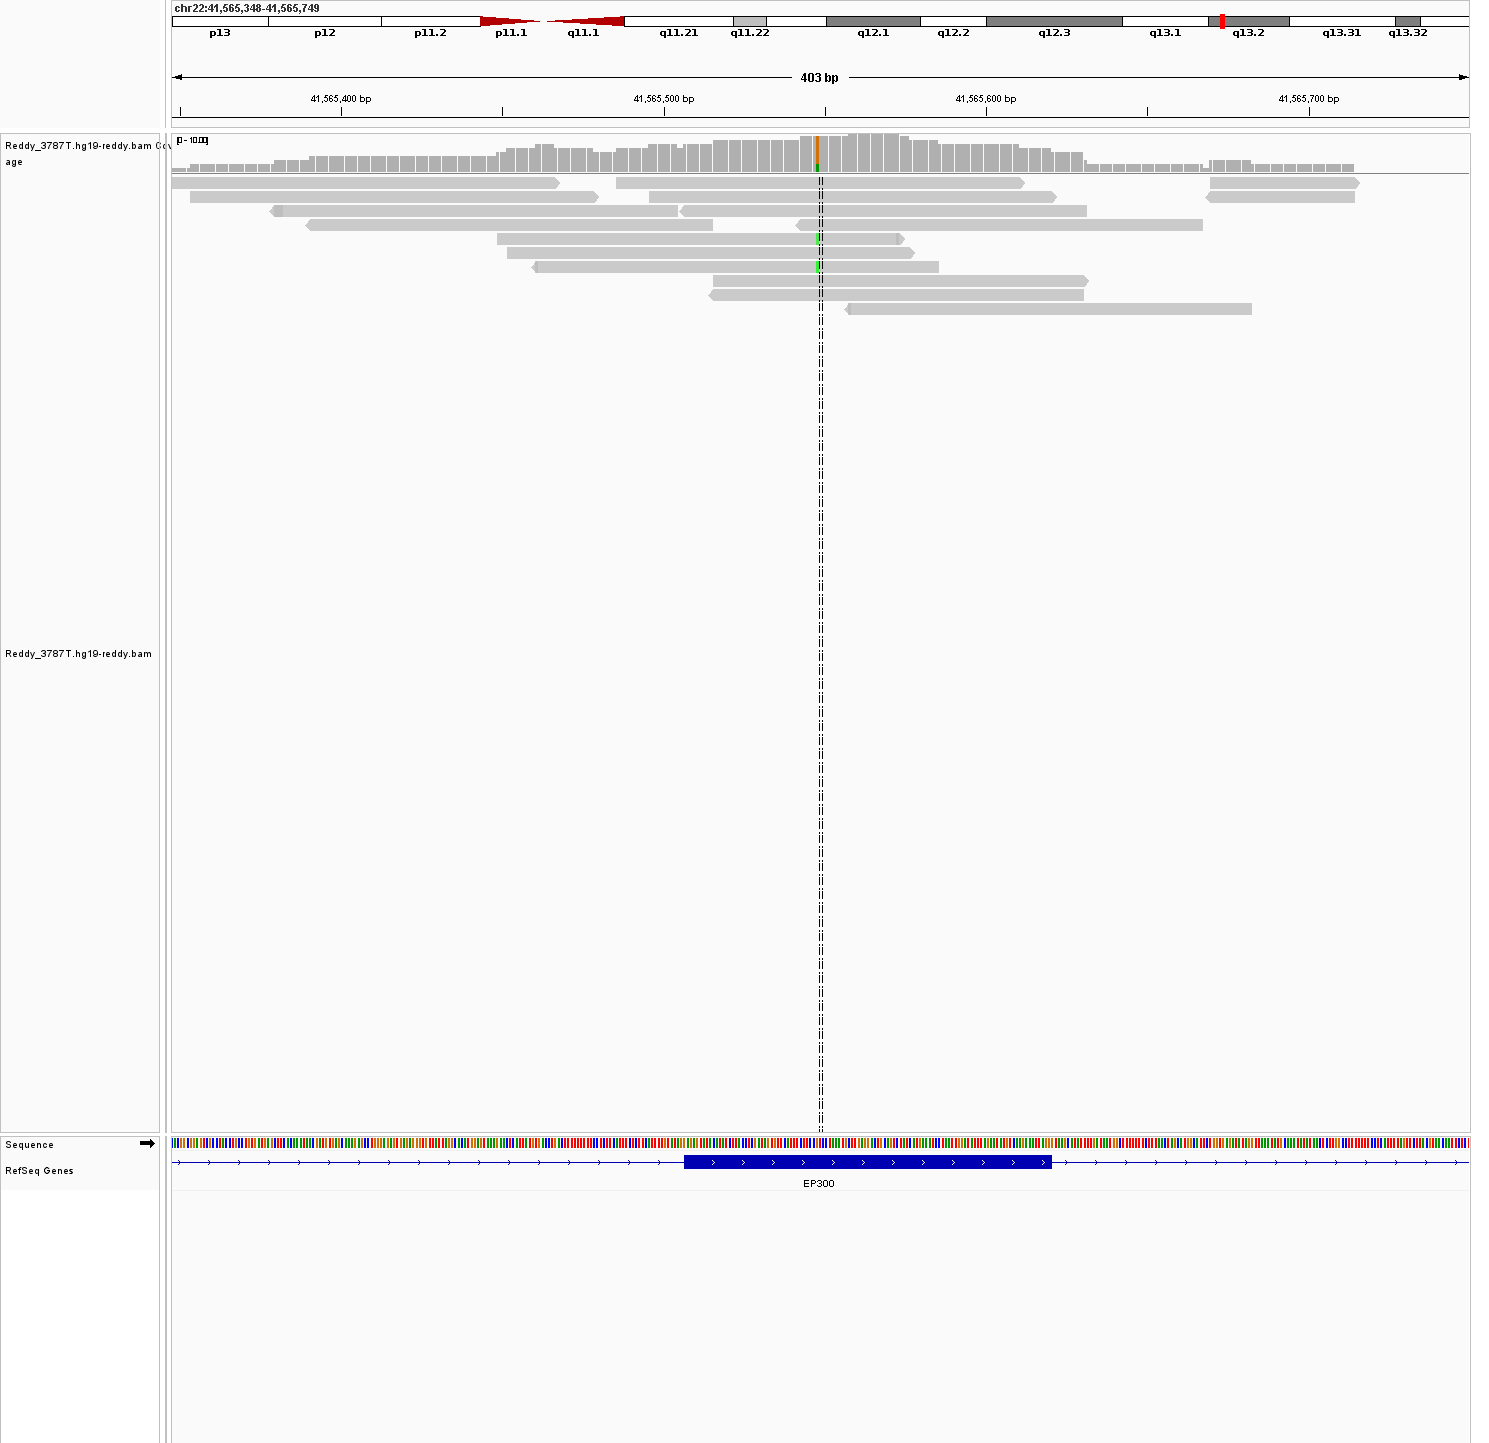 chr22:41,565,348-41,565,749
p13 p12 p11.2 p11.1 q11.1 q11.21 q11.22 q12.1 q12.2 q12.3 q13.1 q13.2 q13.31 q13.32
403 bp
41,565,400 bp 41,565,500 bp 41,565,600 bp 41,565,700 bp
[0 - 10.00]
Reddy_3787T.hg19-reddy.bam Cov
age
Reddy_3787T.hg19-reddy.bam
Sequence
RefSeq Genes
EP300